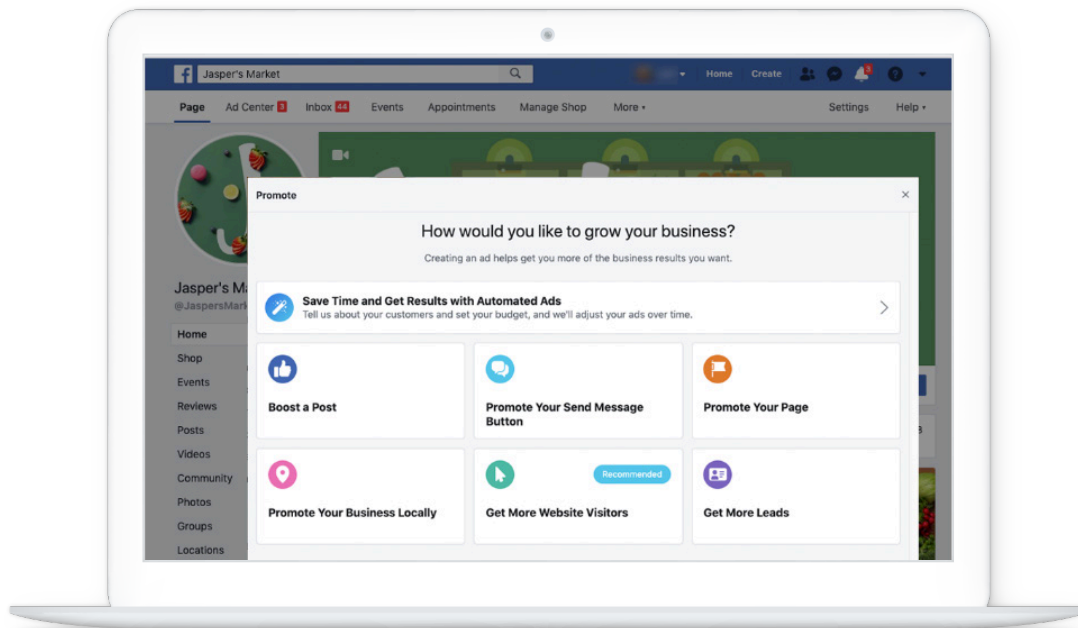 f Jasper's Market
Home Create 3
Page Ad Center 3 Inbox 44 Events Appointments Manage Shop More Settings Help
Promote
How would you like to grow your business?
Creating an ad helps get you more of the business results you want.
Save Time and Get Results with Automated Ads
Tell us about your customers and set your budget, and we'll adjust your ads over time.
Boost a Post
Promote Your Send Message
Button
Promote Your Page
Promote Your Business Locally
Recommended
Get More Website Visitors
Get More Leads
Jasper's Ma
@JaspersMark
Home
Shop
Events
Reviews
Posts
Videos
Community
Photos
Groups
Locations